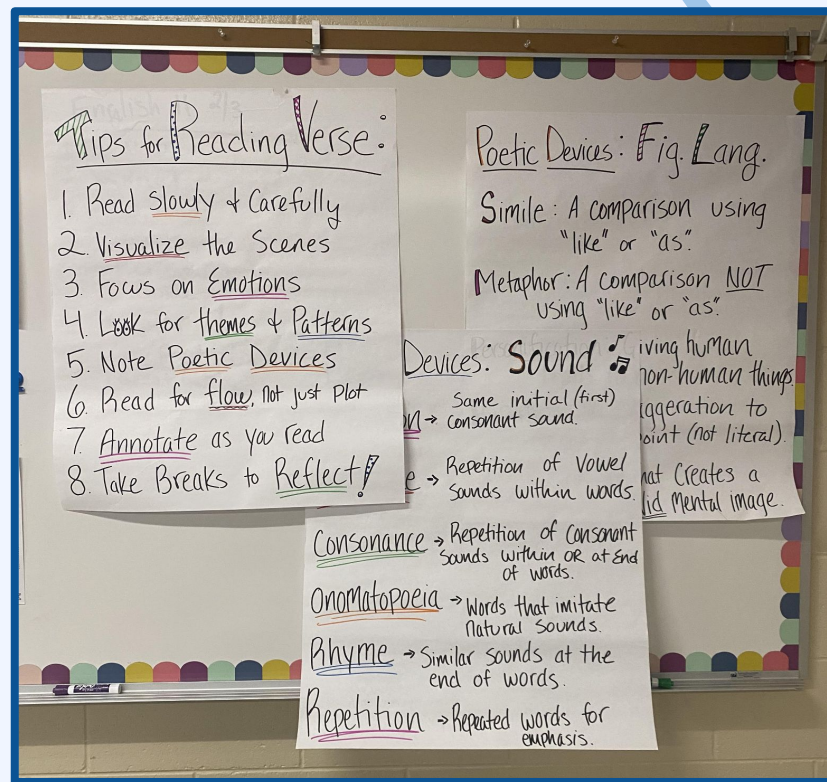 Tips for Reading Verse:
1. Read Slowly & Carefully
2. Visualize the Scenes
3. Focus on Emotions
4. Look for themes & Patterns
5. Note Poetic Devices
6. Read for flow, not just Plot
7. Annotate as you read
8. Take Breaks to Reflect!
Poetic Devices: Fig. Lang.
Simile: A comparison using
"like" or "as".
Metaphor: A comparison NOT
using "like" or "as".
iving human
non-human things.
aggeration to
oint (not literal).
hat Creates a
id Mental image.
Devices: Sound
n → Same initial (first)
consonant sound.
e → Repetition of Vowel
Sounds within words.
Consonance → Repetition of Consonant
Sounds within OR at End
of words.
Onomatopoeia → Words that imitate
natural sounds.
Rhyme → Similar sounds at the
end of words.
Repetition → Repeated words for
emphasis.